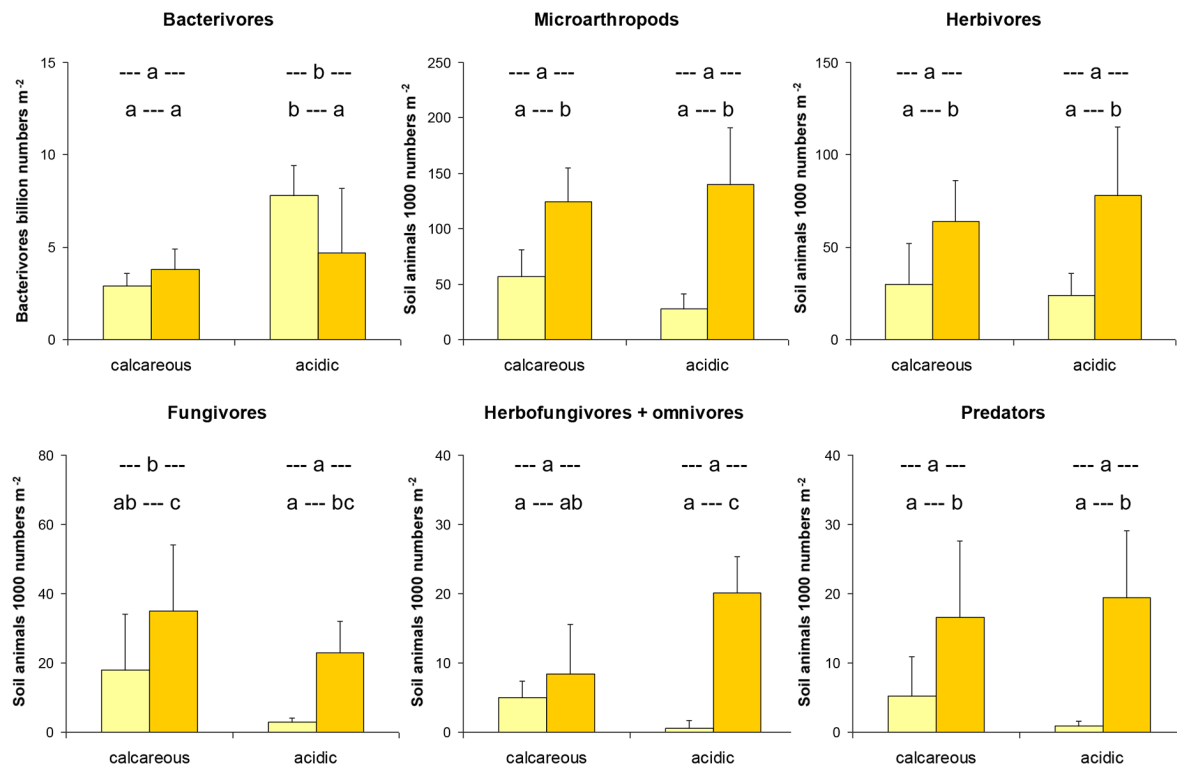 Bacterivores
Bacterivores billion numbers m-2
15
10
5
0
--- a ---
--- b ---
a --- a
b --- a
calcareous
acidic
Microarthropods
Soil animals 1000 numbers m-2
250
200
150
100
50
0
--- a ---
--- a ---
a --- b
a --- b
calcareous
acidic
Herbivores
Soil animals 1000 numbers m-2
150
100
50
0
--- a ---
--- a ---
a --- b
a --- b
calcareous
acidic
Fungivores
Soil animals 1000 numbers m-2
80
60
40
20
0
--- b ---
--- a ---
ab --- c
a --- bc
calcareous
acidic
Herbofungivores + omnivores
Soil animals 1000 numbers m-2
40
30
20
10
0
--- a ---
--- a ---
a --- ab
a --- c
calcareous
acidic
Predators
Soil animals 1000 numbers m-2
40
30
20
10
0
--- a ---
--- a ---
a --- b
a --- b
calcareous
acidic